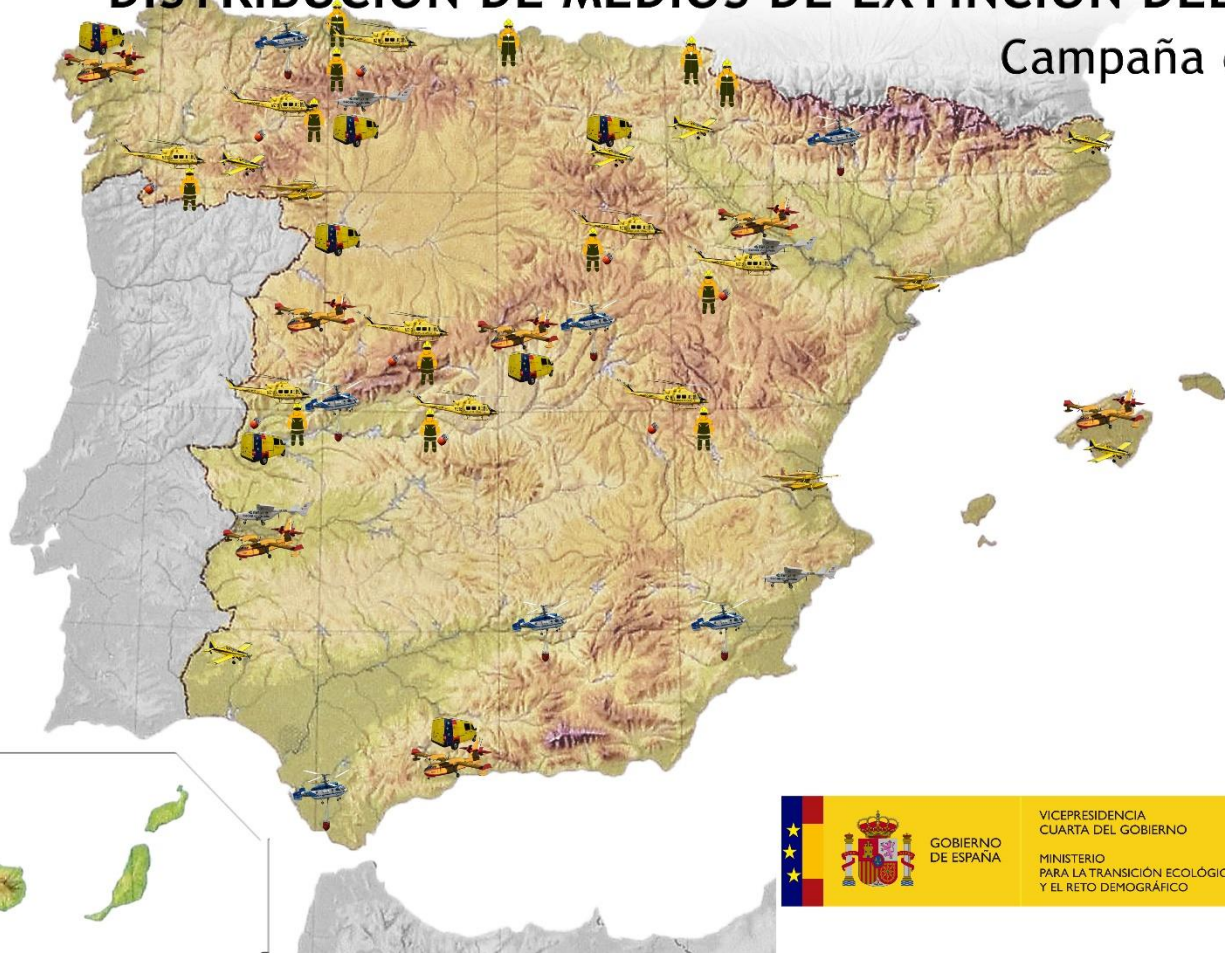 DISTRIBUCIÓN DE MEDIOS DE EXTINCIÓN DEL
Campaña
GOBIERNO
DE ESPAÑA
VICEPRESIDENCIA
CUARTA DEL GOBIERNO
MINISTERIO
PARA LA TRANSICIÓN ECOLÓGIC
Y EL RETO DEMOGRÁFICO